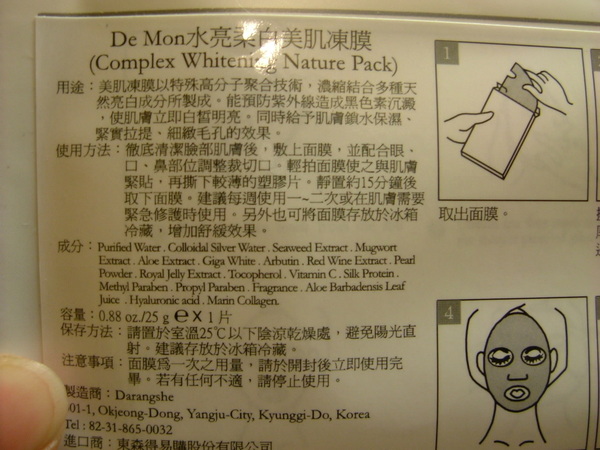 De Mon水亮柔白美肌凍膜
(Complex Whitening Nature Pack)
用途：美肌凍膜以特殊高分子聚合技術，濃縮結合多種天
然亮白成分所製成。能預防紫外線造成黑色素沉澱
，使肌膚立即白皙明亮。同時給予肌膚鎖水保濕、
緊實拉提、細緻毛孔的效果。
使用方法：徹底清潔臉部肌膚後，敷上面膜，並配合眼、
口、鼻部位調整裁切口。輕拍面膜使之與肌膚
緊貼，再撕下較薄的塑膠片。靜置約15分鐘後
取下面膜。建議每週使用一~二次或在肌膚需要
緊急修護時使用。另外也可將面膜存放於冰箱
冷藏，增加舒緩效果。
成分：Purified Water . Colloidal Silver Water . Seaweed Extract . Mugwort
Extract . Aloe Extract . Giga White . Arbutin . Red Wine Extract . Pearl
Powder . Royal Jelly Extract . Tocopherol . Vitamin C . Silk Protein .
Methyl Paraben . Propyl Paraben . Fragrance . Aloe Barbadensis Leaf
Juice . Hyaluronic acid . Marin Collagen.
容量：0.88 oz./25 g e X 1 片
保存方法：請置於室溫25℃以下陰涼乾燥處，避免陽光直
射。建議存放於冰箱冷藏。
注意事項：面膜爲一次之用量，請於開封後立即使用完
畢。若有任何不適，請停止使用。
製造商：Darangshe
01-1, Okjeong-Dong, Yangju-City, Kyunggi-Do, Korea
Tel : 82-31-865-0032
進口商：東森得易購股份有限公司
1
取出面膜。
4